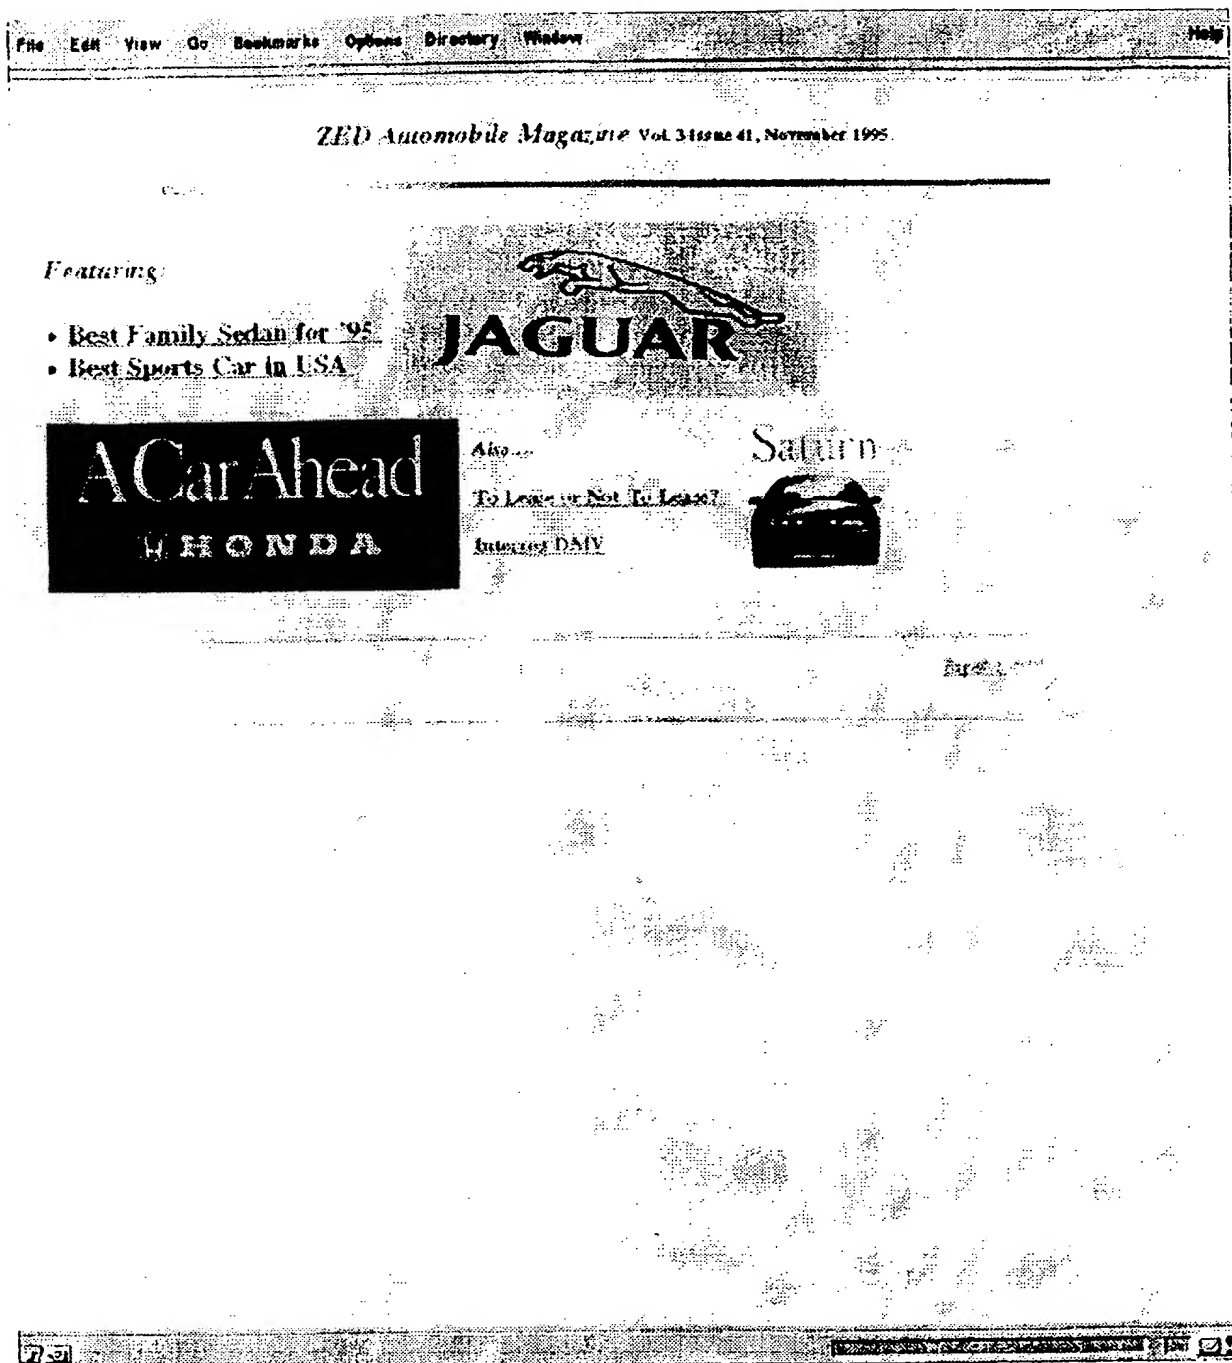 File Edit View Go Bookmarks Options Directory Window Help
ZED Automobile Magazine Vol. 3 Issue 41, November 1995.
Featuring:
• Best Family Sedan for '95
• Best Sports Car in USA
JAGUAR
A Car Ahead
HONDA
Also...
To Lease or Not To Lease?
Internet DMV
Saturn